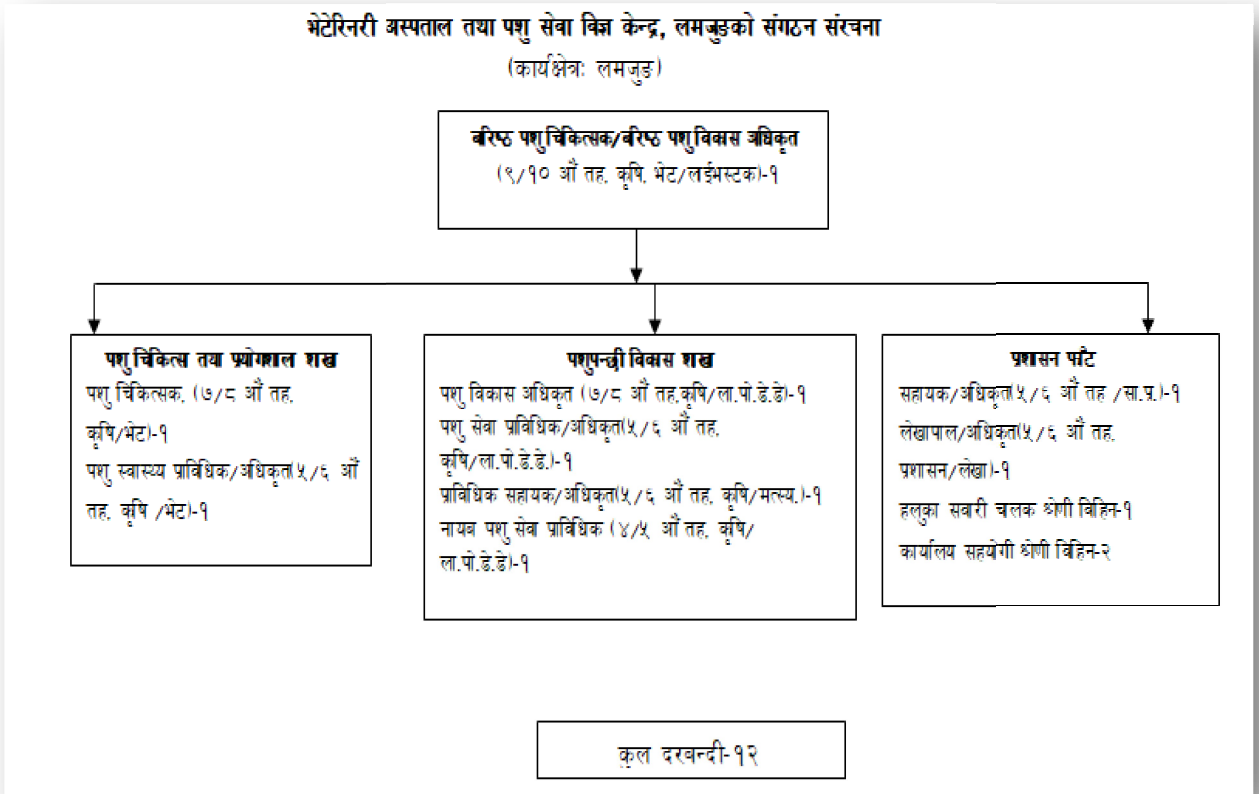 भेटेरिनरी अस्पताल तथा पशु सेवा विज्ञ केन्द्र, लमजुङको संगठन संरचना
(कार्यक्षेत्रः लमजुङ)
बरिष्ठ पशु चिकित्सक/बरिष्ठ पशु विकास अधिकृत
(९/१० औं तह, कृषि, भेट/लाईभस्टक)-१
पशु चिकित्स तथा प्रयोगशाल शाख
पशु चिकित्सक, (७/८ औं तह,
कृषि/भेट)-१
पशु स्वास्थ्य प्राविधिक/अधिकृत(५/६ औं
तह, कृषि /भेट)-१
पशुपन्छी विकास शाख
पशु विकास अधिकृत (७/८ औं तह,कृषि/ला.पो.डे.डे)-१
पशु सेवा प्राविधिक/अधिकृत(५/६ औं तह,
कृषि/ला.पो.डे.डे.)-१
प्राविधिक सहायक/अधिकृत(५/६ औं तह, कृषि/मत्स्य.)-१
नायब पशु सेवा प्राविधिक (४/५ औं तह, कृषि/
ला.पो.डे.डे)-१
प्रशासन फाँट
सहायक/अधिकृत(५/६ औं तह /सा.प्र.)-१
लेखापाल/अधिकृत(५/६ औं तह,
प्रशासन/लेखा)-१
हलुका सवारी चालक श्रेणी विहिन-१
कार्यालय सहयोगी श्रेणी विहिन-२
कुल दरबन्दी-१२